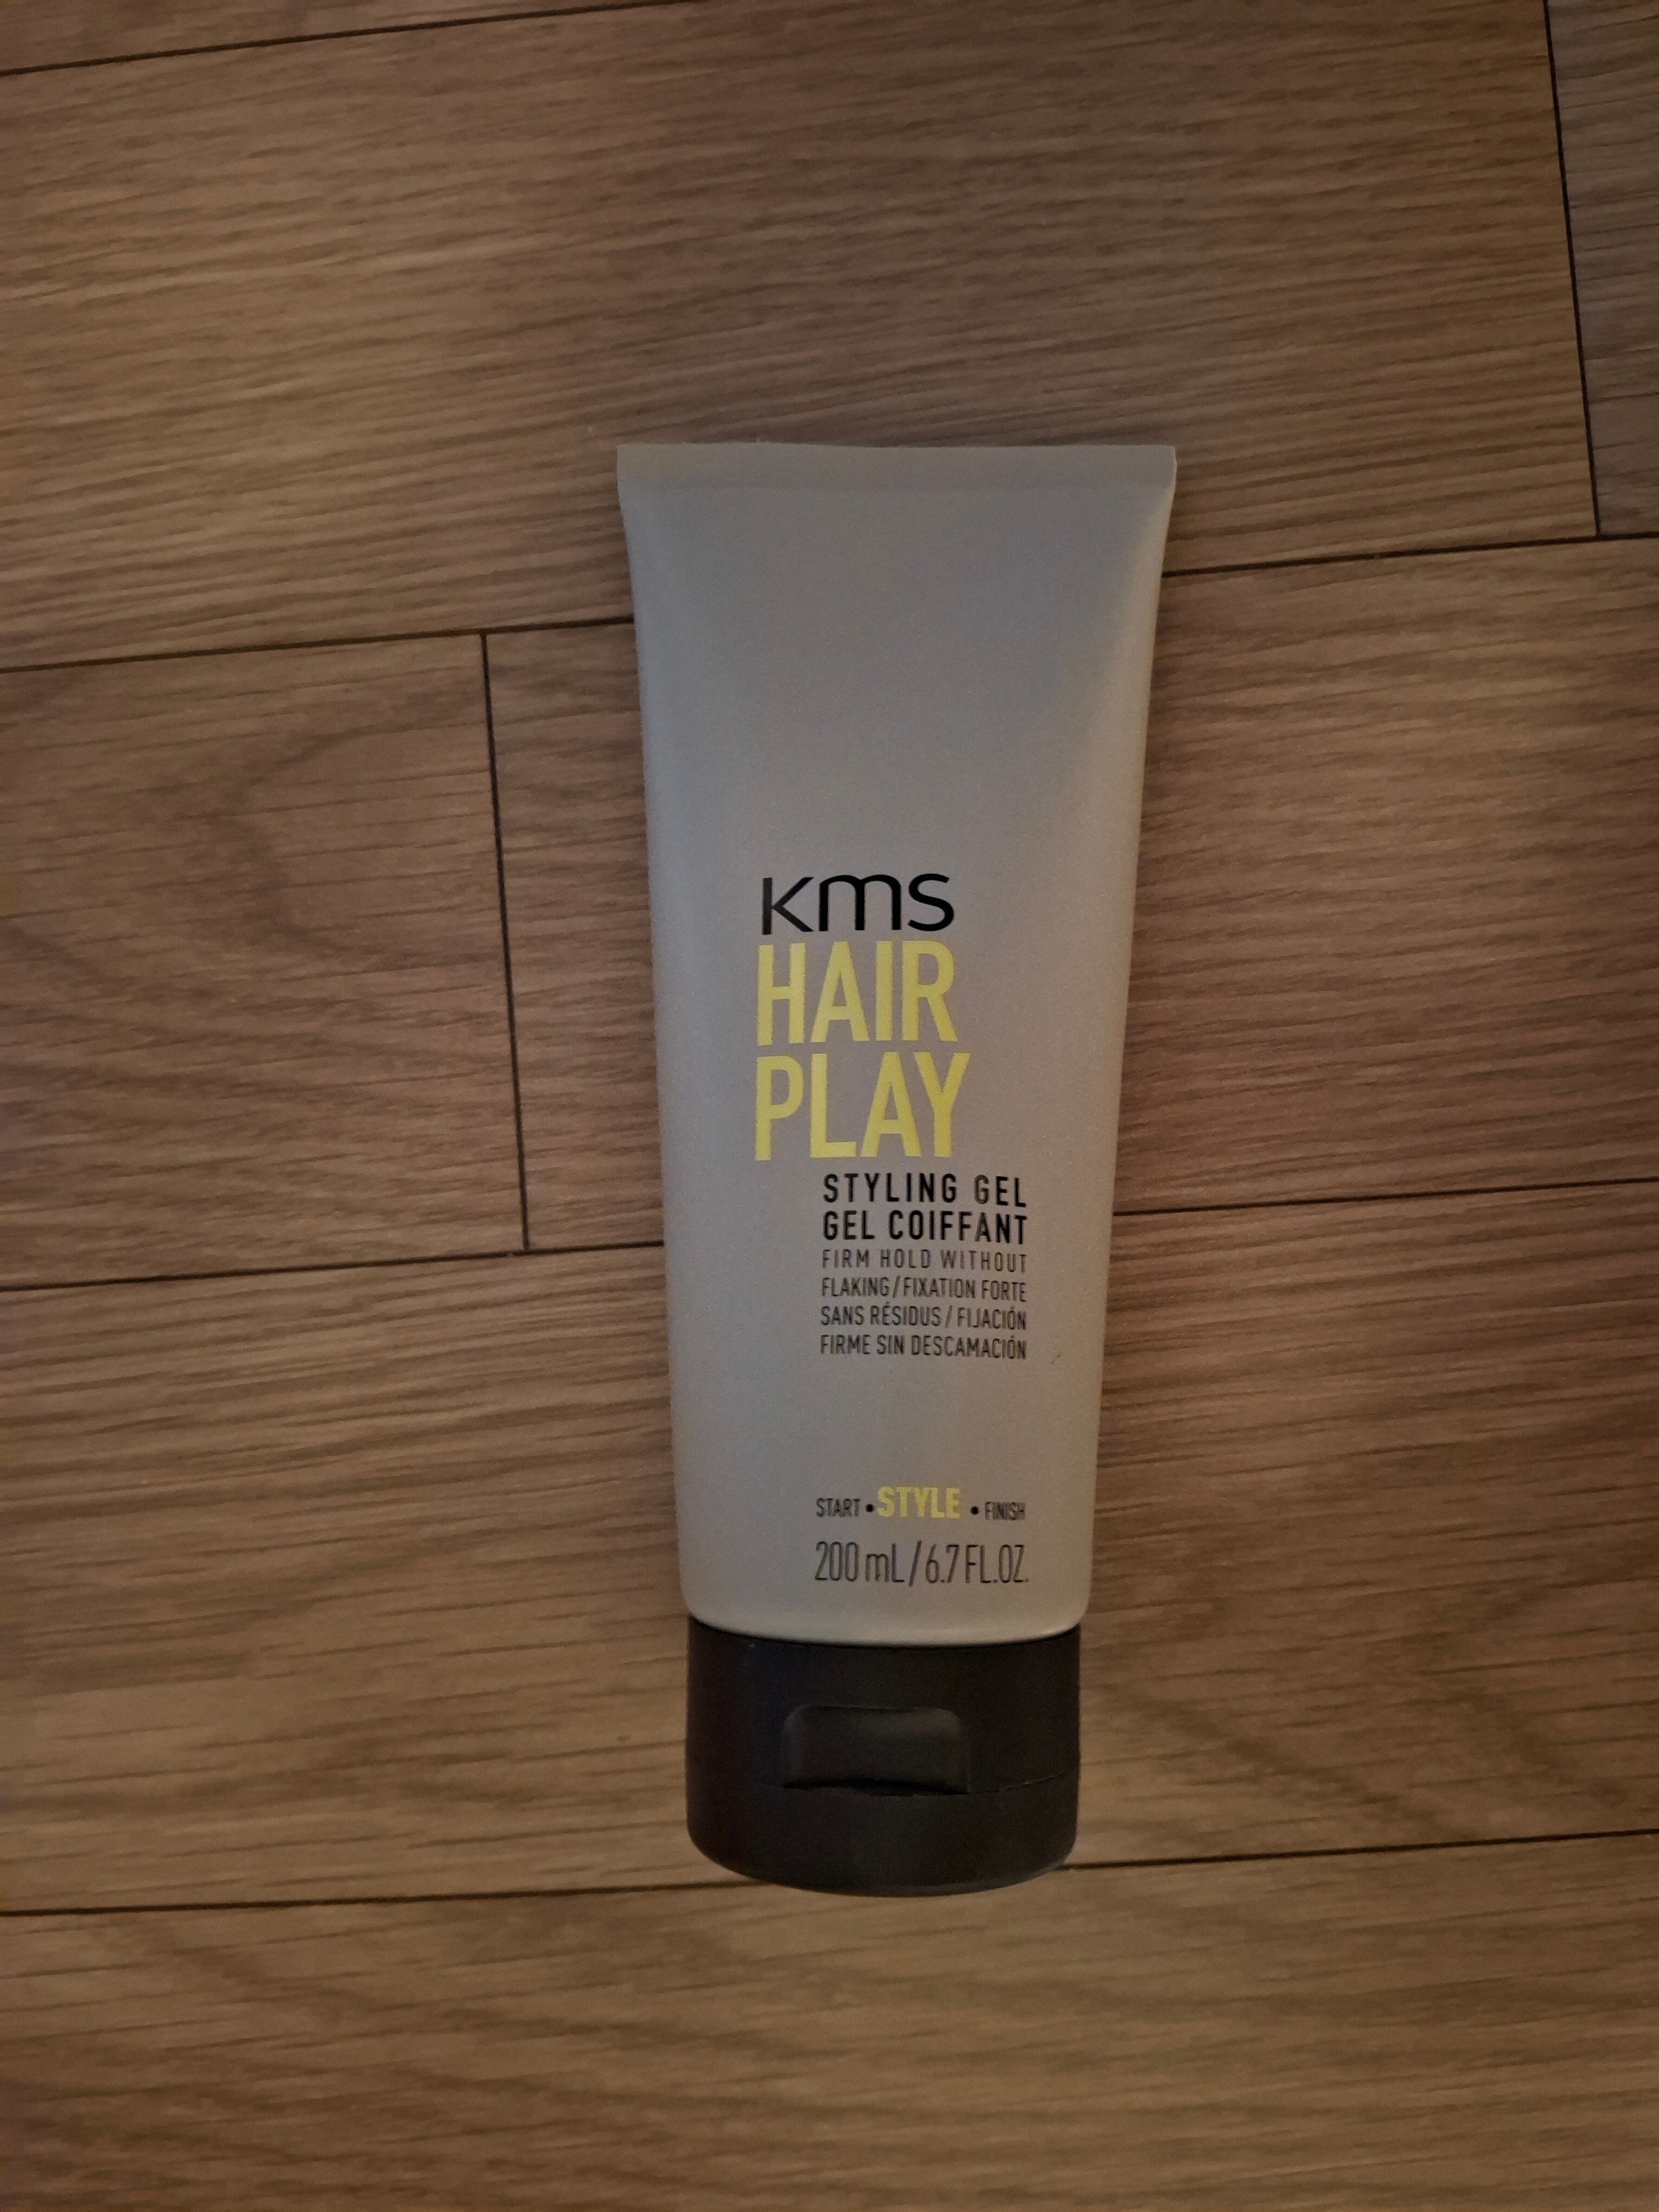 kms
HAIR
PLAY
STYLING GEL
GEL COIFFANT
FIRM HOLD WITHOUT
FLAKING/FIXATION FORTE
SANS RÉSIDUS/FIJACIÓN
FIRME SIN DESCAMACIÓN
START • STYLE • FINISH
200 mL/6.7 FL.OZ.